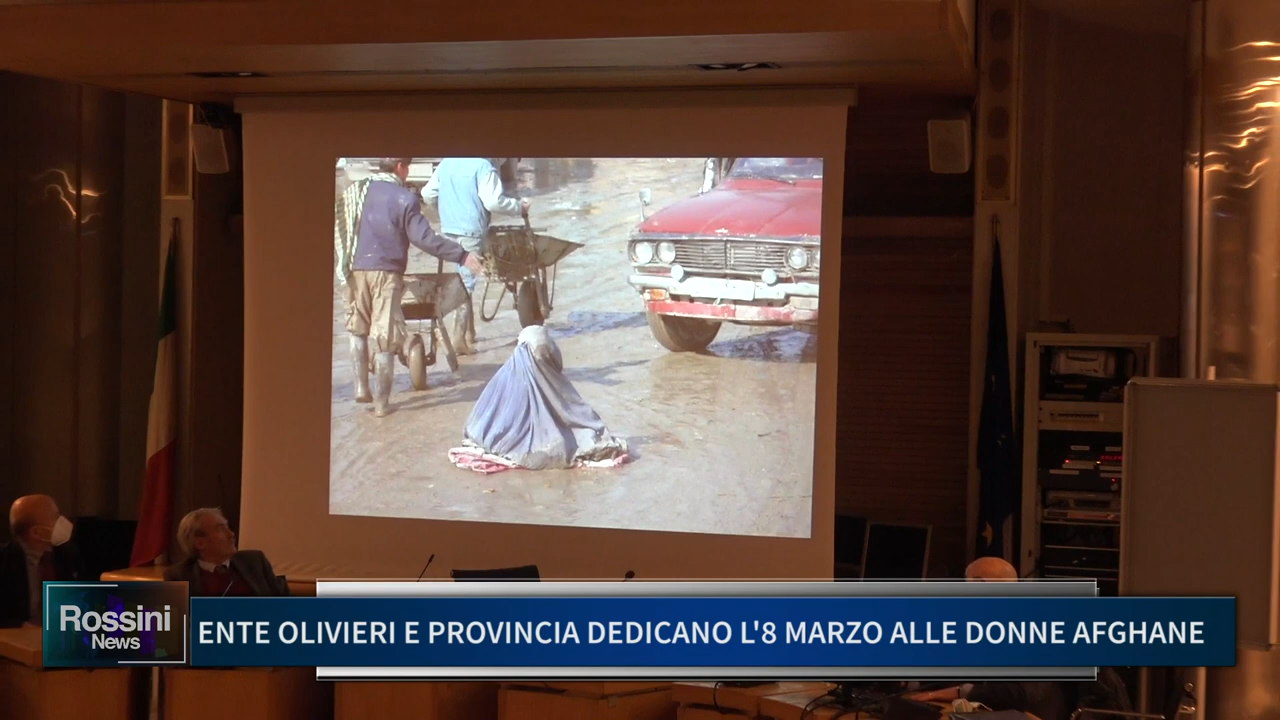 Rossini
News
ENTE OLIVIERI E PROVINCIA DEDICANO L'8 MARZO ALLE DONNE AFGHANE